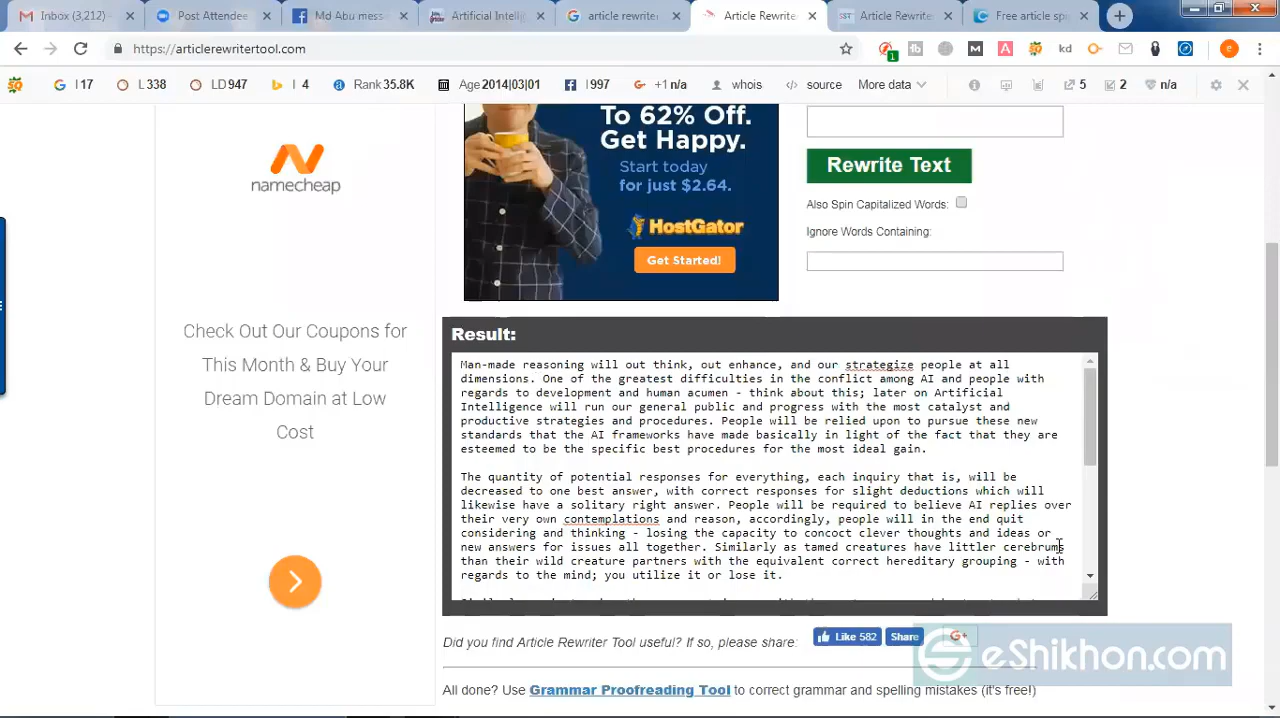 Inbox (3,212) -
Post Attendee
Md Abu mess
Artificial Intellig
article rewriter
Article Rewrite
Article Rewriter
Free article sp
https://articlerewritertool.com
I 17
L 338
LD 947
I 4
Rank 35.8K
Age 2014|03|01
I 997
+1 n/a
whois
source
More data
5
2
n/a
namecheap
Check Out Our Coupons for
This Month & Buy Your
Dream Domain at Low
Cost
To 62% Off.
Get Happy.
Start today
for just $2.64.
HostGator
Get Started!
Rewrite Text
Also Spin Capitalized Words:
Ignore Words Containing:
Result:
Man-made reasoning will out think, out enhance, and our strategize people at all
dimensions. One of the greatest difficulties in the conflict among AI and people with
regards to development and human acumen - think about this; later on Artificial
Intelligence will run our general public and progress with the most catalyst and
productive strategies and procedures. People will be relied upon to pursue these new
standards that the AI frameworks have made basically in light of the fact that they are
esteemed to be the specific best procedures for the most ideal gain.
The quantity of potential responses for everything, each inquiry that is, will be
decreased to one best answer, with correct responses for slight deductions which will
likewise have a solitary right answer. People will be required to believe AI replies over
their very own contemplations and reason, accordingly, people will in the end quit
considering and thinking - losing the capacity to concoct clever thoughts and ideas or
new answers for issues all together. Similarly as tamed creatures have littler cerebrums
than their wild creature partners with the equivalent correct hereditary grouping - with
regards to the mind; you utilize it or lose it.
Did you find Article Rewriter Tool useful? If so, please share:
Like 582
Share
G+
eShikhon.com
All done? Use Grammar Proofreading Tool to correct grammar and spelling mistakes (it's free!)